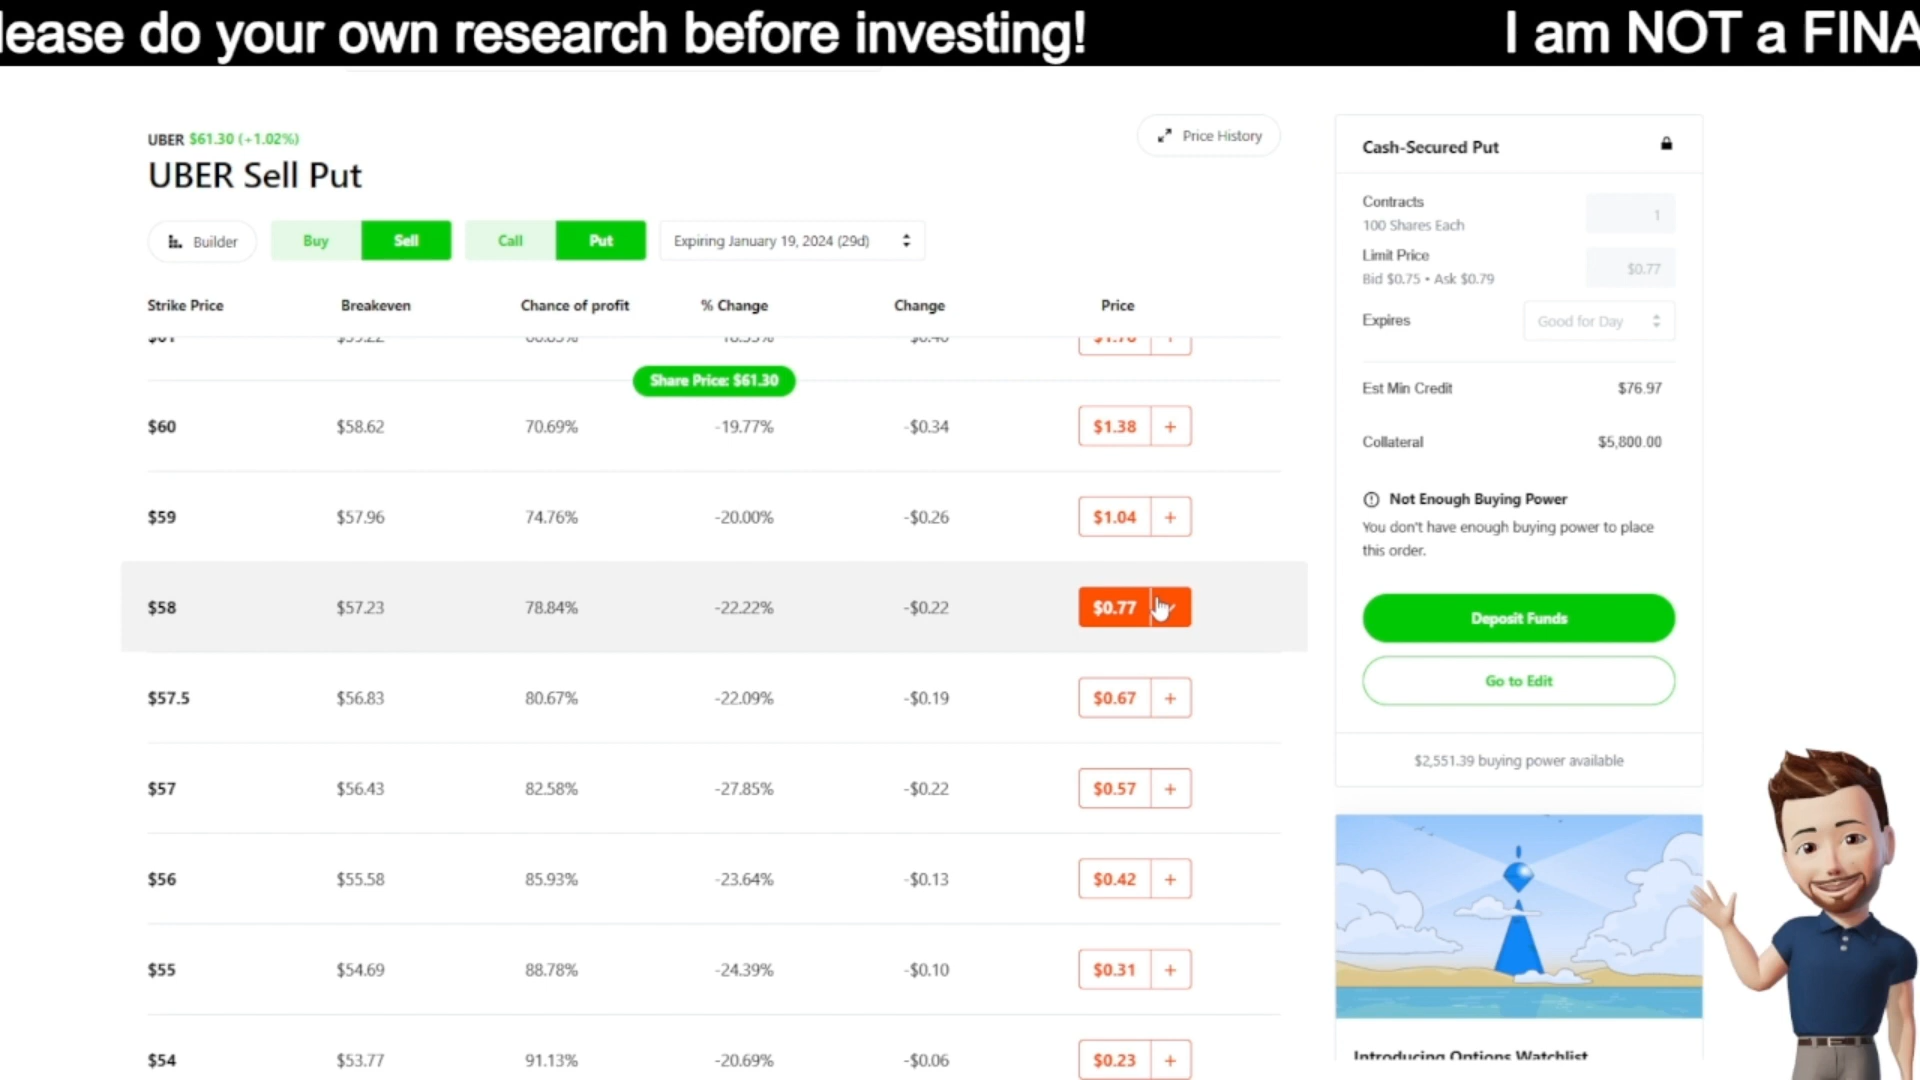 lease do your own research before investing! I am NOT a FINA
UBER $61.30 (+1.02%)
UBER Sell Put
Price History
Builder
Buy
Sell
Call
Put
Expiring January 19, 2024 (29d)
Strike Price Breakeven Chance of profit % Change Change Price
Share Price: $61.30
$60 $58.62 70.69% -19.77% -$0.34 $1.38 +
$59 $57.96 74.76% -20.00% -$0.26 $1.04 +
$58 $57.23 78.84% -22.22% -$0.22 $0.77
$57.5 $56.83 80.67% -22.09% -$0.19 $0.67 +
$57 $56.43 82.58% -27.85% -$0.22 $0.57 +
$56 $55.58 85.93% -23.64% -$0.13 $0.42 +
$55 $54.69 88.78% -24.39% -$0.10 $0.31 +
$54 $53.77 91.13% -20.69% -$0.06 $0.23 +
Cash-Secured Put
Contracts 1
100 Shares Each
Limit Price $0.77
Bid $0.75 • Ask $0.79
Expires Good for Day
Est Min Credit $76.97
Collateral $5,800.00
Not Enough Buying Power
You don't have enough buying power to place
this order.
Deposit Funds
Go to Edit
$2,551.39 buying power available
Introducing Options Watchlist